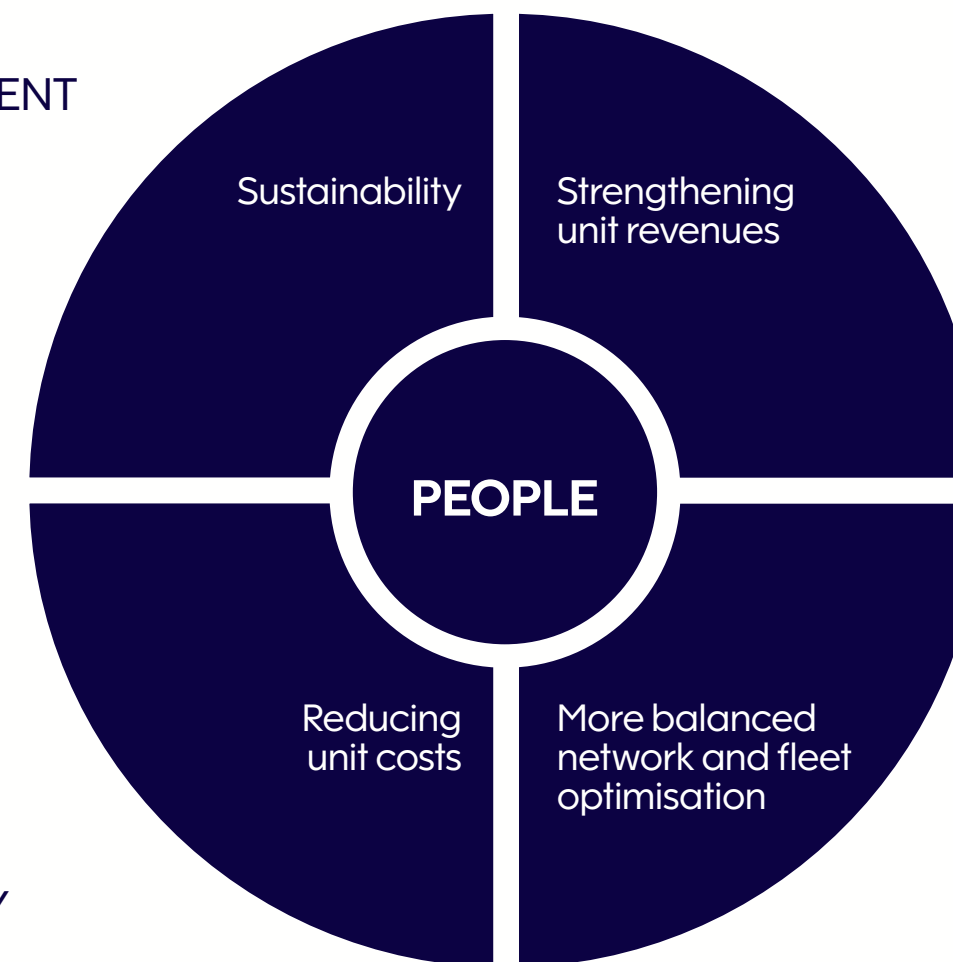 ENT
Sustainability
Strengthening
unit revenues
PEOPLE
Reducing
unit costs
More balanced
network and fleet
optimisation
Y